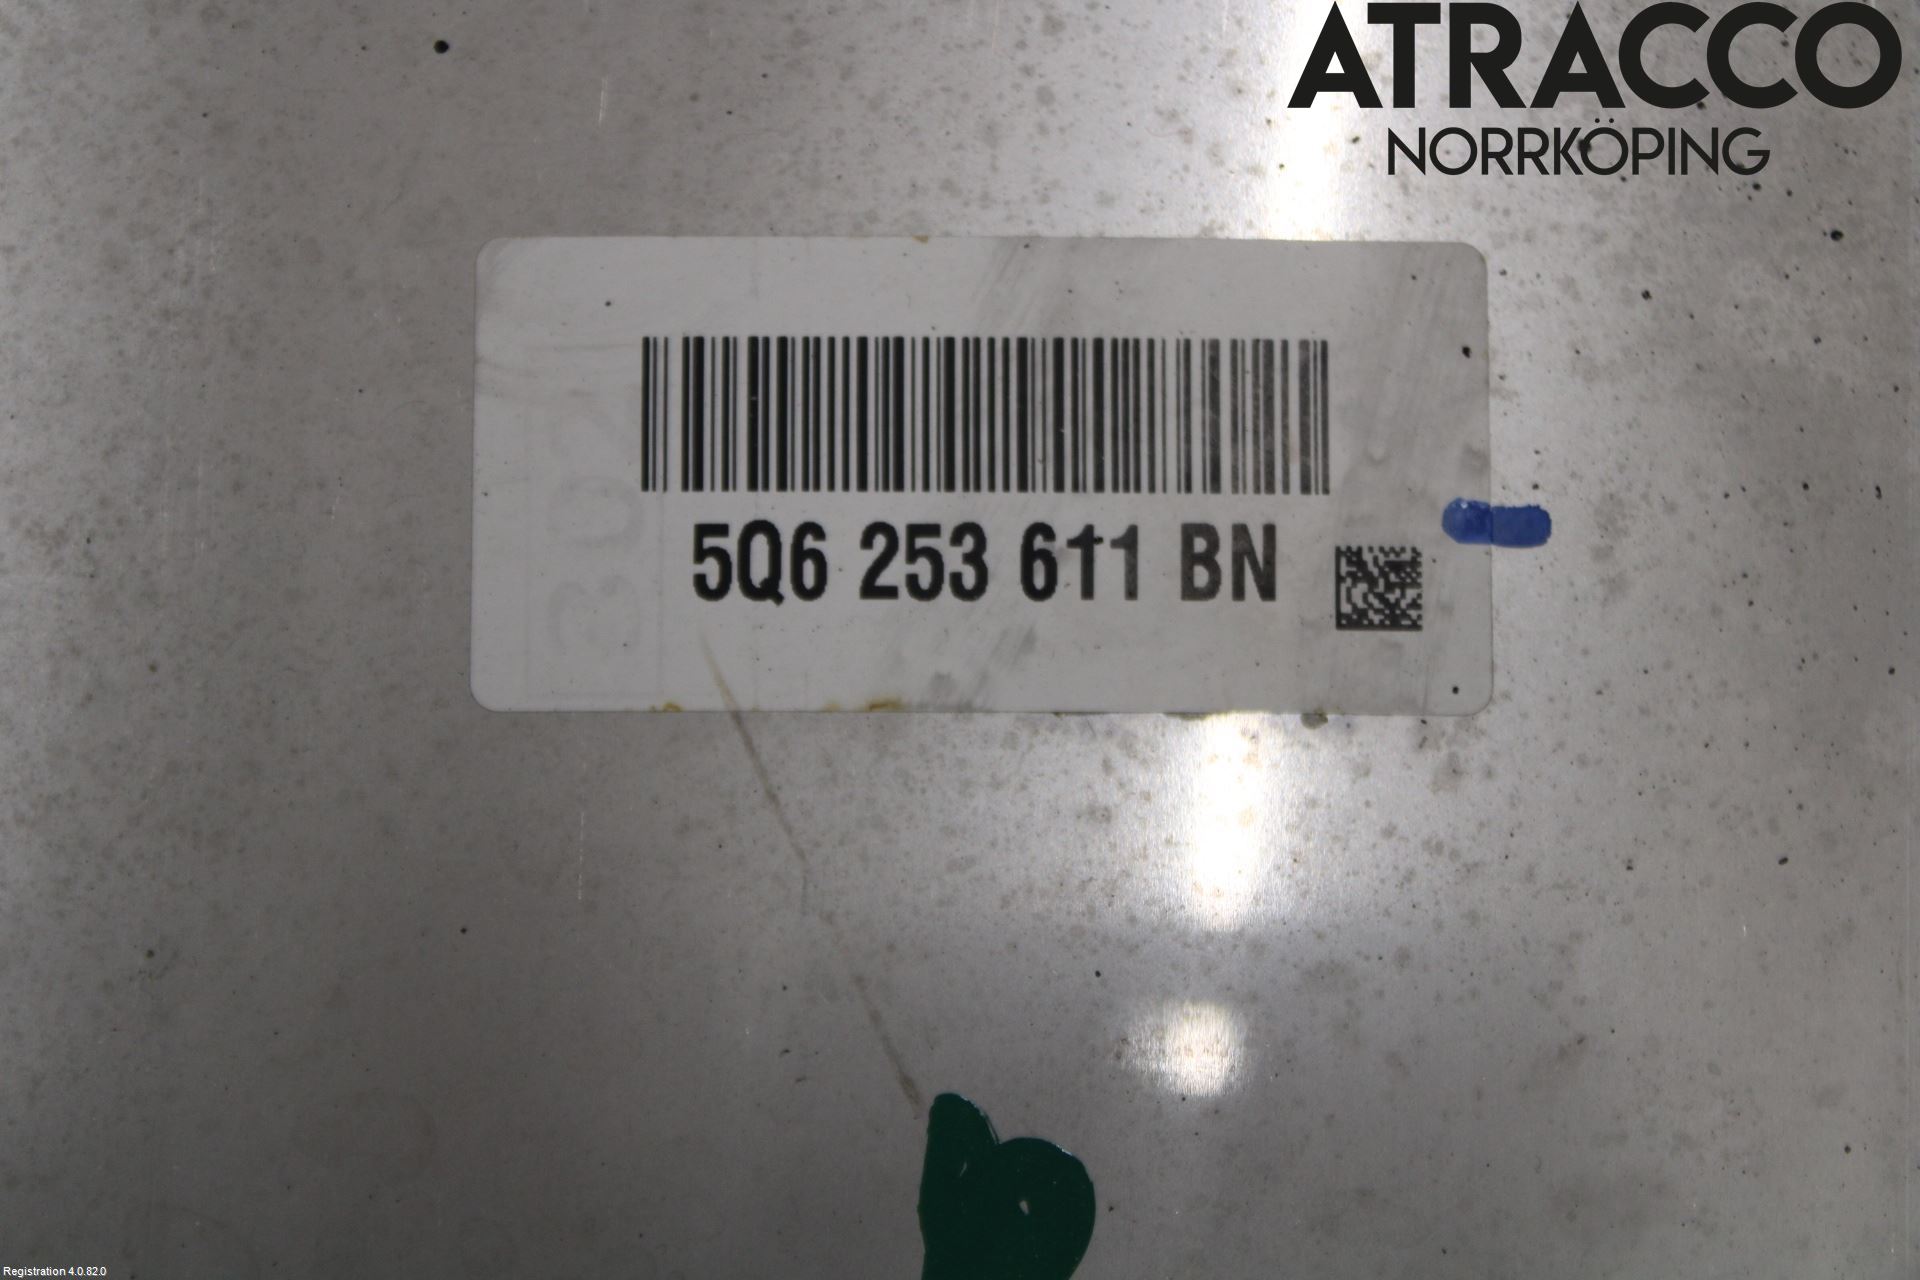 ATRACCO
NORRKÖPING
5Q6 253 611 BN
Registration 4.0.82.0